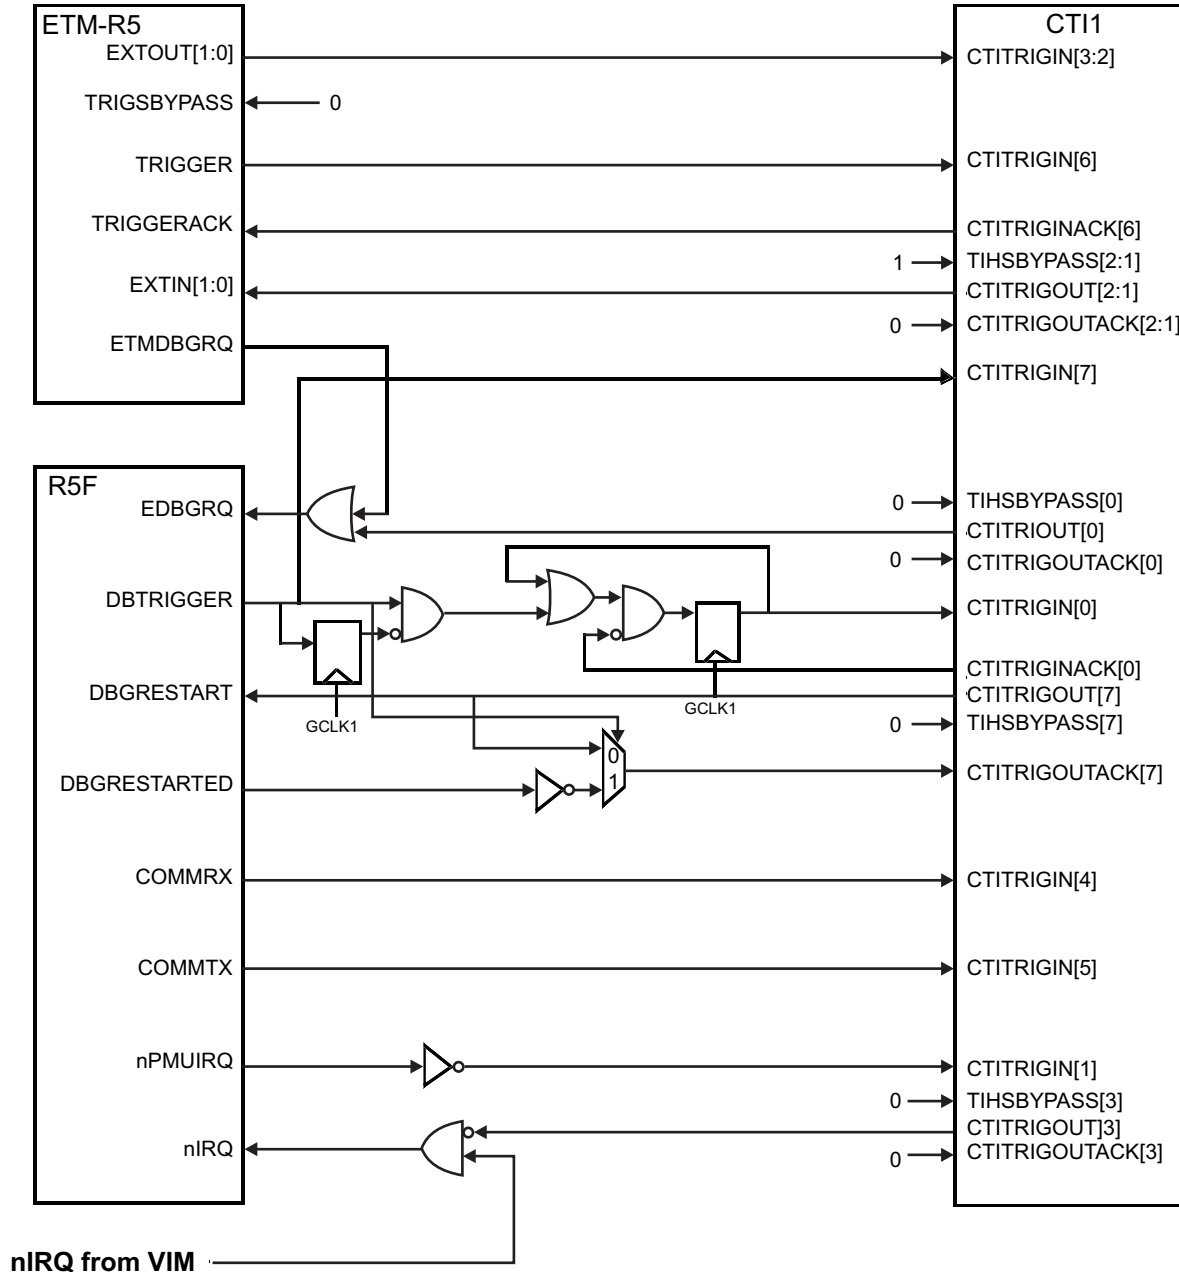 ETM-R5
EXTOUT[1:0]
TRIGSBYPASS
0
TRIGGER
TRIGGERACK
EXTIN[1:0]
ETMDBGRQ
CTI1
CTITRIGIN[3:2]
CTITRIGIN[6]
CTITRIGINACK[6]
1
TIHSBYPASS[2:1]
CTITRIGOUT[2:1]
0
CTITRIGOUTACK[2:1]
CTITRIGIN[7]
R5F
EDBGRQ
DBTRIGGER
DBGRESTART
DBGRESTARTED
COMMRX
COMMTX
nPMUIRQ
nIRQ
GCLK1
GCLK1
0
1
0
TIHSBYPASS[0]
CTITRIOUT[0]
0
CTITRIGOUTACK[0]
CTITRIGIN[0]
CTITRIGINACK[0]
CTITRIGOUT[7]
0
TIHSBYPASS[7]
CTITRIGOUTACK[7]
CTITRIGIN[4]
CTITRIGIN[5]
CTITRIGIN[1]
0
TIHSBYPASS[3]
CTITRIGOUT]3]
0
CTITRIGOUTACK[3]
nIRQ from VIM